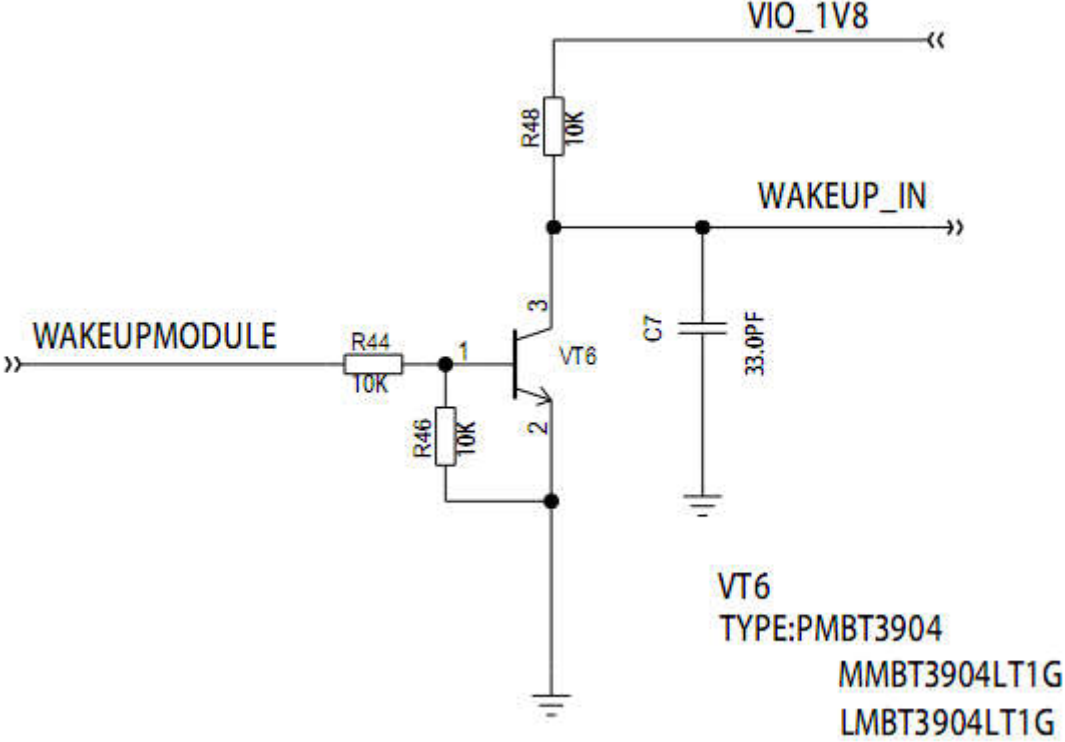 VIO_1V8
R48
10K
WAKEUP_IN
WAKEUPMODULE
R44
10K
1
3
VT6
2
R46
10K
C7
33.0PF
VT6
TYPE:PMBT3904
MMBT3904LT1G
LMBT3904LT1G